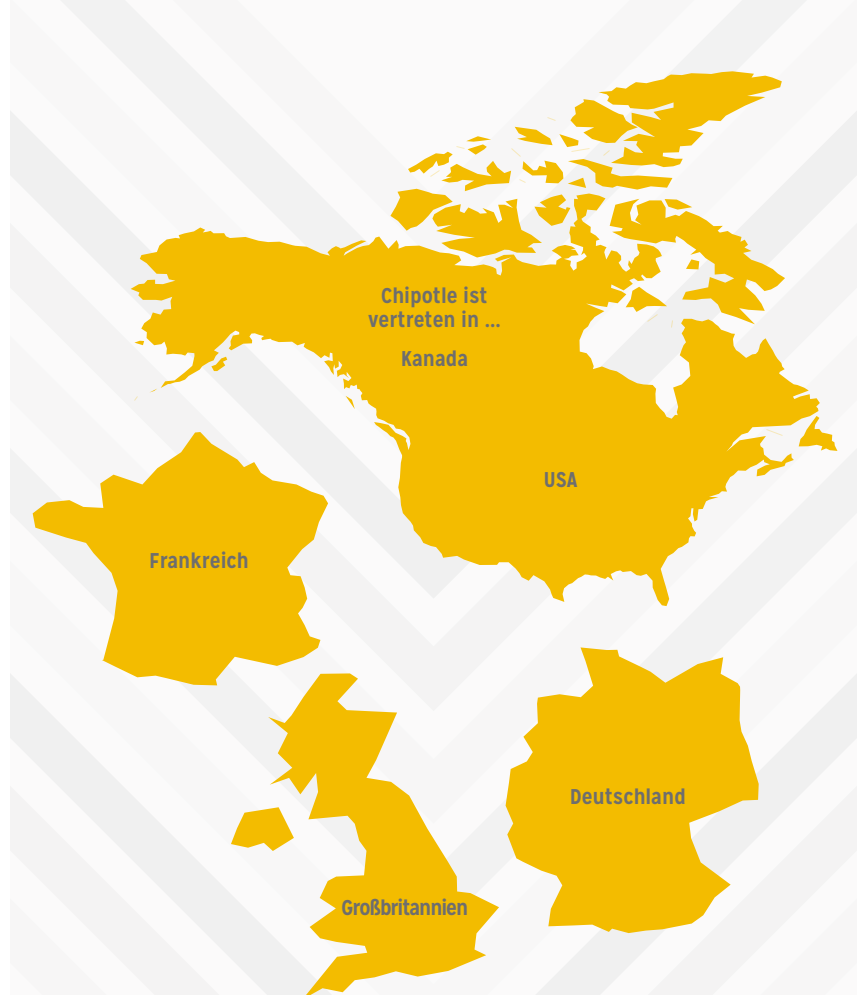 Chipotle ist
vertreten in ...
Kanada
USA
Frankreich
Deutschland
Großbritannien